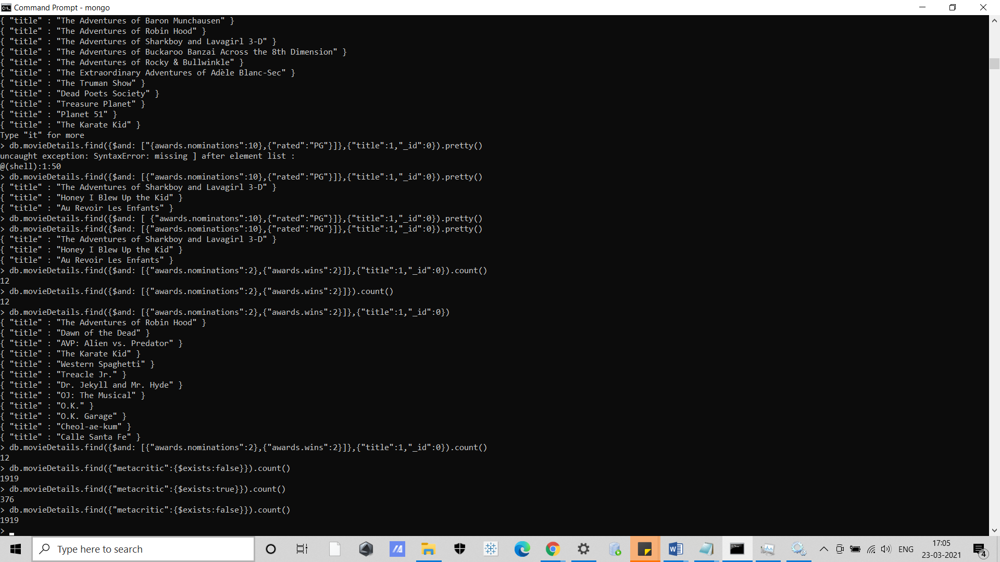 Command Prompt - mongo
{ "title" : "The Adventures of Baron Munchausen" }
{ "title" : "The Adventures of Robin Hood" }
{ "title" : "The Adventures of Sharkboy and Lavagirl 3-D" }
{ "title" : "The Adventures of Buckaroo Banzai Across the 8th Dimension" }
{ "title" : "The Adventures of Rocky & Bullwinkle" }
{ "title" : "The Extraordinary Adventures of Adèle Blanc-Sec" }
{ "title" : "The Truman Show" }
{ "title" : "Dead Poets Society" }
{ "title" : "Treasure Planet" }
{ "title" : "Planet 51" }
{ "title" : "The Karate Kid" }
Type "it" for more
> db.movieDetails.find({$and: ["{awards.nominations":10},{"rated":"PG"}]},{"title":1,"_id":0}).pretty()
uncaught exception: SyntaxError: missing ] after element list :
@(shell):1:50
> db.movieDetails.find({$and: [{"awards.nominations":10},{"rated":"PG"}]},{"title":1,"_id":0}).pretty()
{ "title" : "The Adventures of Sharkboy and Lavagirl 3-D" }
{ "title" : "Honey I Blew Up the Kid" }
{ "title" : "Au Revoir Les Enfants" }
> db.movieDetails.find({$and: [ {"awards.nominatons":10},{"rated":"PG"}]},{"title":1,"_id":0}).pretty()
> db.movieDetails.find({$and: [{"awards.nominations":10},{"rated":"PG"}]},{"title":1,"_id":0}).pretty()
{ "title" : "The Adventures of Sharkboy and Lavagirl 3-D" }
{ "title" : "Honey I Blew Up the Kid" }
{ "title" : "Au Revoir Les Enfants" }
> db.movieDetails.find({$and: [{"awards.nominations":2},{"awards.wins":2}]},{"title":1,"_id":0}).count()
12
> db.movieDetails.find({$and: [{"awards.nominations":2},{"awards.wins":2}]}).count()
12
> db.movieDetails.find({$and: [{"awards.nominations":2},{"awards.wins":2}]},{"title":1,"_id":0})
{ "title" : "The Adventures of Robin Hood" }
{ "title" : "Dawn of the Dead" }
{ "title" : "AVP: Alien vs. Predator" }
{ "title" : "The Karate Kid" }
{ "title" : "Western Spaghetti" }
{ "title" : "Treacle Jr." }
{ "title" : "Dr. Jekyll and Mr. Hyde" }
{ "title" : "OJ: The Musical" }
{ "title" : "O.K." }
{ "title" : "O.K. Garage" }
{ "title" : "Cheol-ae-kum" }
{ "title" : "Calle Santa Fe" }
> db.movieDetails.find({$and: [{"awards.nominations":2},{"awards.wins":2}]},{"title":1,"_id":0}).count()
12
> db.movieDetails.find({"metacritic":{$exists:false}}).count()
1919
> db.movieDetails.find({"metacritic":{$exists:true}}).count()
376
> db.movieDetails.find({"metacritic":{$exists:false}}).count()
1919
>
Type here to search
ENG
17:05
23-03-2021
4